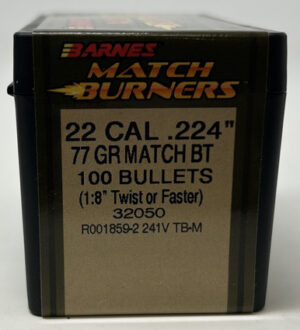 BARNES
MATCH
BURNERS
22 CAL .224"
77 GR MATCH BT
100 BULLETS
(1:8" Twist or Faster)
32050
R001859-2 241V TB-M